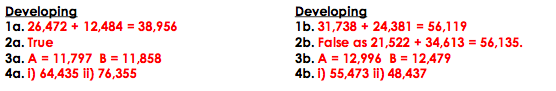 Developing
1a. 26,472 + 12,484 = 38,956
2a. True
3a. A = 11,797  B = 11,858
4a. i) 64,435 ii) 76,355
Developing
1b. 31,738 + 24,381 = 56,119
2b. False as 21,522 + 34,613 = 56,135.
3b. A = 12,996  B = 12,479
4b. i) 55,473 ii) 48,437